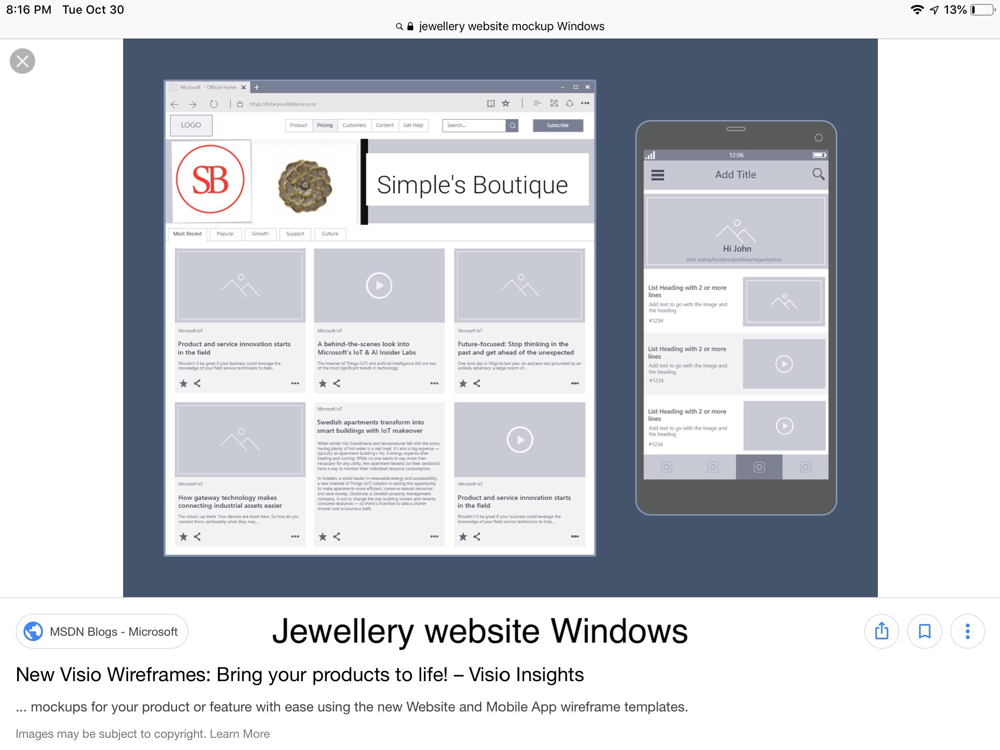 8:16 PM Tue Oct 30
13%
jewellery website mockup Windows
Microsoft - Official Home
https://EnteryourWebsite.com/
LOGO
Product Pricing Customers Content Get Help
Search...
Subscribe
SB
Simple's Boutique
Most Recent Popular Growth Support Culture
Microsoft IoT
Product and service innovation starts
in the field
Wouldn't it be great if your business could leverage the
knowledge of your field service technicians to help...
Microsoft IoT
A behind-the-scenes look into
Microsoft's IoT & AI Insider Labs
The Internet of Things (IoT) and artificial intelligence (AI) are two
of the most significant trends in technology.
Microsoft IoT
Future-focused: Stop thinking in the
past and get ahead of the unexpected
One June day in Virginia last year, an airplane was grounded by an
unlikely adversary: a large swarm of...
Microsoft IoT
How gateway technology makes
connecting industrial assets easier
The cloud's up there. Your devices are down here. So how do you
connect them, particularly when they may...
Microsoft IoT
Swedish apartments transform into
smart buildings with IoT makeover
When winter hits Scandinavia and temperatures fall with the snow,
having plenty of hot water is a real treat. It's also a big expense —
typically an apartment building's No. 3 energy expense after
heating and cooling. While no one wants to pay more than
necessary for any utility, few apartment tenants (or their landlords)
have a way to monitor their individual resource consumption.
In Sweden, a world leader in renewable energy and sustainability,
a new Internet of Things (IoT) solution is seizing the opportunity
to make apartments more efficient, conserve natural resources
and save money. Stockrose, a Swedish property management
company, is out to change the way building owners and tenants
consume resources — so there's incentive to take a shorter
shower over a luxurious bath.
Microsoft IoT
Product and service innovation starts
in the field
Wouldn't it be great if your business could leverage the
knowledge of your field service technicians to help...
12:06
Add Title
Hi John
Add status/location/position/organization
List Heading with 2 or more
lines
Add text to go with the image and
the heading
#1234
List Heading with 2 or more
lines
Add text to go with the image and
the heading
#1234
List Heading with 2 or more
lines
Add text to go with the image and
the heading
#1234
MSDN Blogs - Microsoft
Jewellery website Windows
New Visio Wireframes: Bring your products to life! – Visio Insights
... mockups for your product or feature with ease using the new Website and Mobile App wireframe templates.
Images may be subject to copyright. Learn More